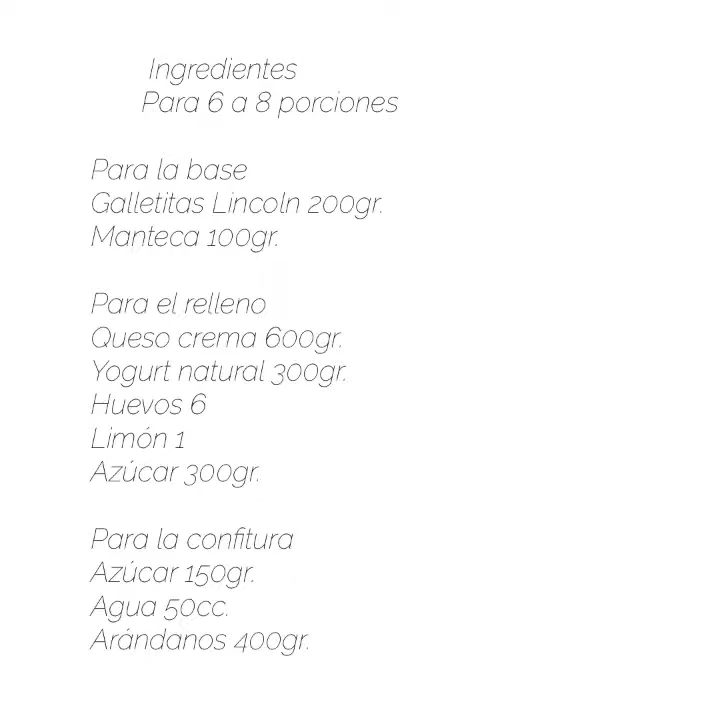 Ingredientes
Para 6 a 8 porciones
Para la base
Galletitas Lincoln 200gr.
Manteca 100gr.
Para el relleno
Queso crema 600gr.
Yogurt natural 300gr.
Huevos 6
Limón 1
Azúcar 300gr.
Para la confitura
Azúcar 150gr.
Agua 50cc.
Arándanos 400gr.